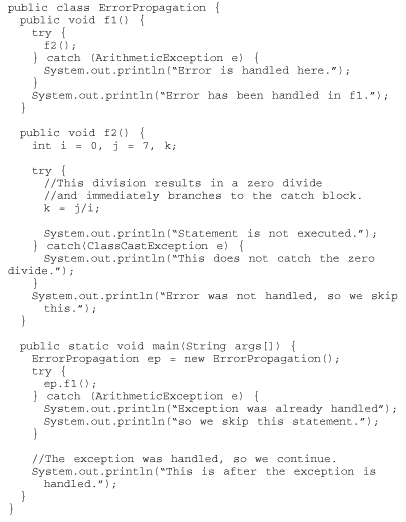 public class ErrorPropagation {
  public void f1() {
    try {
      f2();
    } catch (ArithmeticException e) {
      System.out.println("Error is handled here.");
    }
    System.out.println("Error has been handled in f1.");
  }

  public void f2() {
    int i = 0, j = 7, k;

    try {
      //This division results in a zero divide
      //and immediately branches to the catch block.
      k = j/i;

      System.out.println("Statement is not executed.");
    } catch(ClassCastException e) {
      System.out.println("This does not catch the zero
divide.");
    }
    System.out.println("Error was not handled, so we skip
      this.");
  }

  public static void main(String args[]) {
    ErrorPropagation ep = new ErrorPropagation();
    try {
      ep.f1();
    } catch (ArithmeticException e) {
      System.out.println("Exception was already handled");
      System.out.println("so we skip this statement.");
    }

    //The exception was handled, so we continue.
    System.out.println("This is after the exception is
      handled.");
  }
}